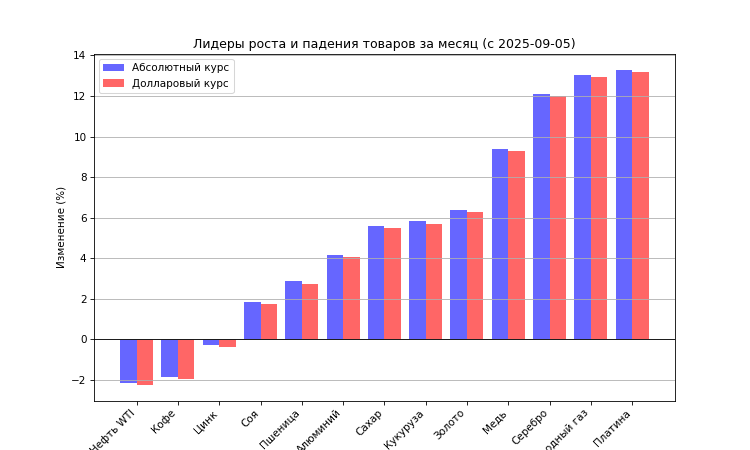 Лидеры роста и падения товаров за месяц (с 2025-09-05)
Абсолютный курс
Долларовый курс
Изменение (%)
14
12
10
8
6
4
2
0
−2
Нефть WTI
Кофе
Цинк
Соя
Пшеница
Алюминий
Сахар
Кукуруза
Золото
Медь
Серебро
одный газ
Платина